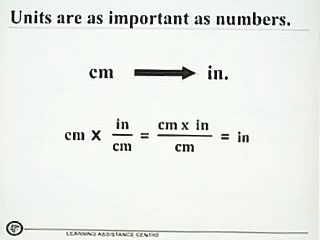 Units are as important as numbers.
cm → in.
cm x in/cm = cm x in/cm = in
LEARNING ASSISTANCE CENTRE